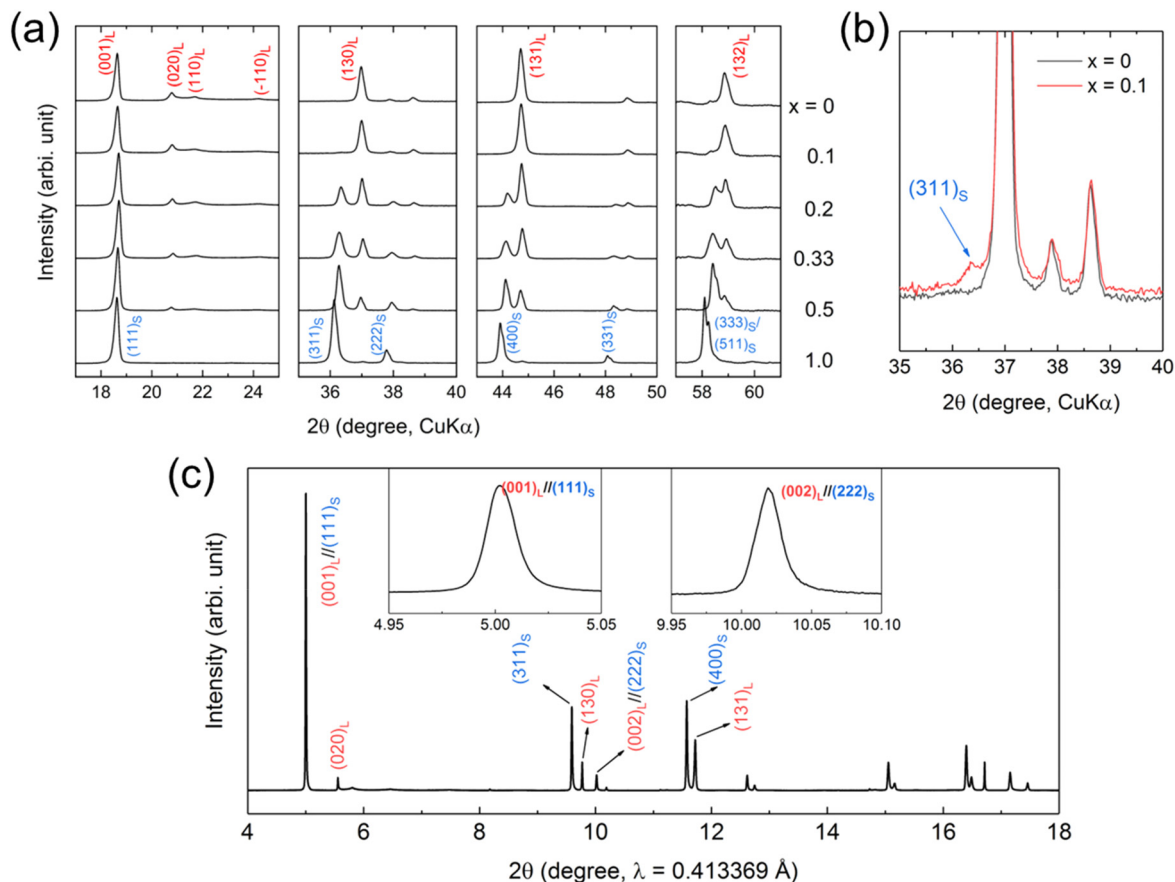 (a)
Intensity (arbi. unit)
(001)L
(020)L
(110)L
(-110)L
(111)S
18 20 22 24
(130)L
(311)S
(222)S
36 38 40
(131)L
(400)S
(331)S
44 46 48 50
(132)L
(333)S/
(511)S
58 60
x = 0
0.1
0.2
0.33
0.5
1.0
2θ (degree, CuKα)
2θ (degree, CuKα)
(b)
x = 0
x = 0.1
(311)S
35 36 37 38 39 40
2θ (degree, CuKα)
(c)
Intensity (arbi. unit)
(001)L//(111)S
(020)L
(001)L//(111)S
4.95 5.00 5.05
(002)L//(222)S
9.95 10.00 10.05 10.10
(311)S
(130)L
(002)L//(222)S
(400)S
(131)L
4 6 8 10 12 14 16 18
2θ (degree, λ = 0.413369 Å)